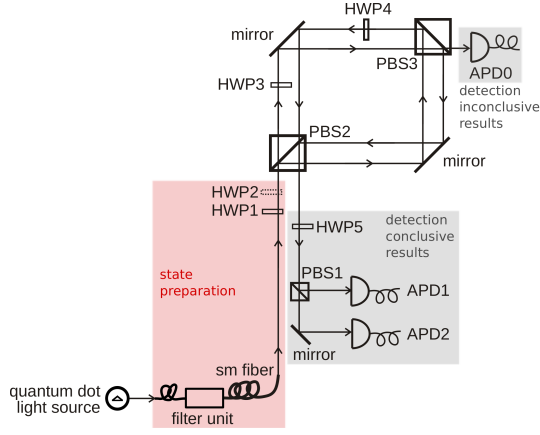 HWP4
mirror
PBS3
APD0
detection
inconclusive
results
HWP3
PBS2
mirror
HWP2
HWP1
HWP5
detection
conclusive
results
state
preparation
PBS1
APD1
APD2
mirror
sm fiber
quantum dot
light source
filter unit